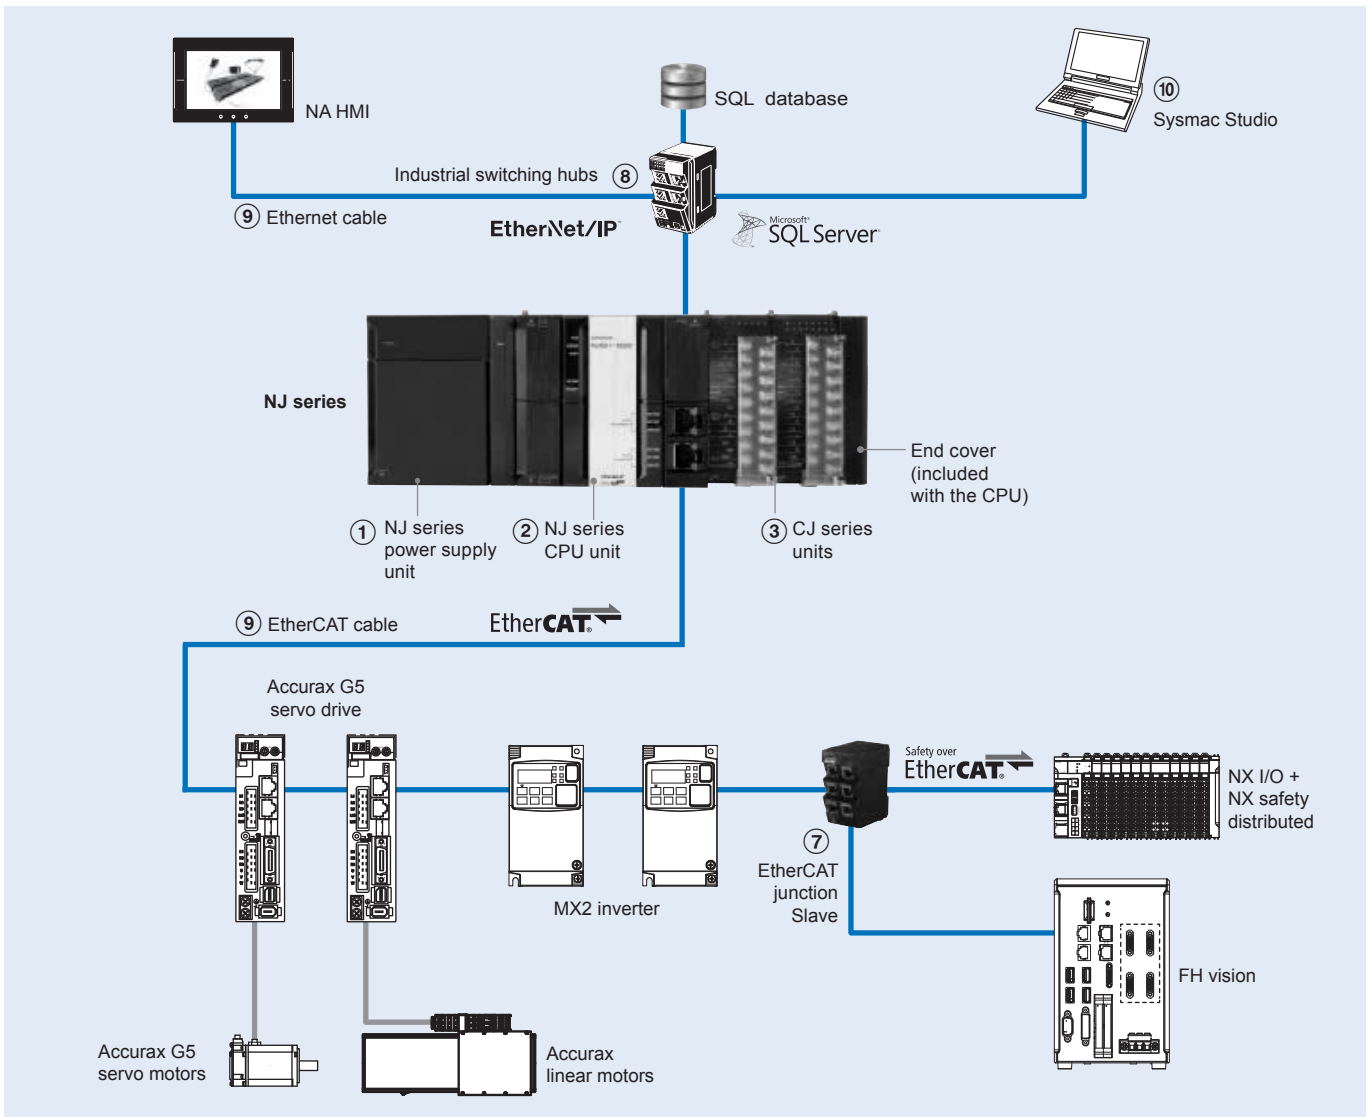 NA HMI
SQL database
10
Sysmac Studio
Industrial switching hubs 8
9 Ethernet cable
EtherNet/IP™
Microsoft®
SQL Server®
NJ series
End cover
(included
with the CPU)
1 NJ series
power supply
unit
2 NJ series
CPU unit
3 CJ series
units
9 EtherCAT cable
EtherCAT®
Accurax G5
servo drive
Safety over
EtherCAT®
NX I/O +
NX safety
distributed
7
EtherCAT
junction
Slave
MX2 inverter
FH vision
Accurax G5
servo motors
Accurax
linear motors